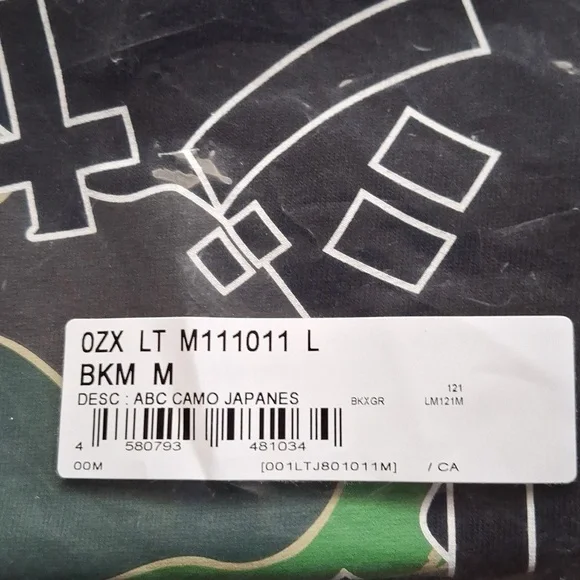 0ZX LT M111011 L
BKM M
121
DESC : ABC CAMO JAPANES BKXGR LM121M
4 580793 481034
00M [001LTJ801011M] / CA